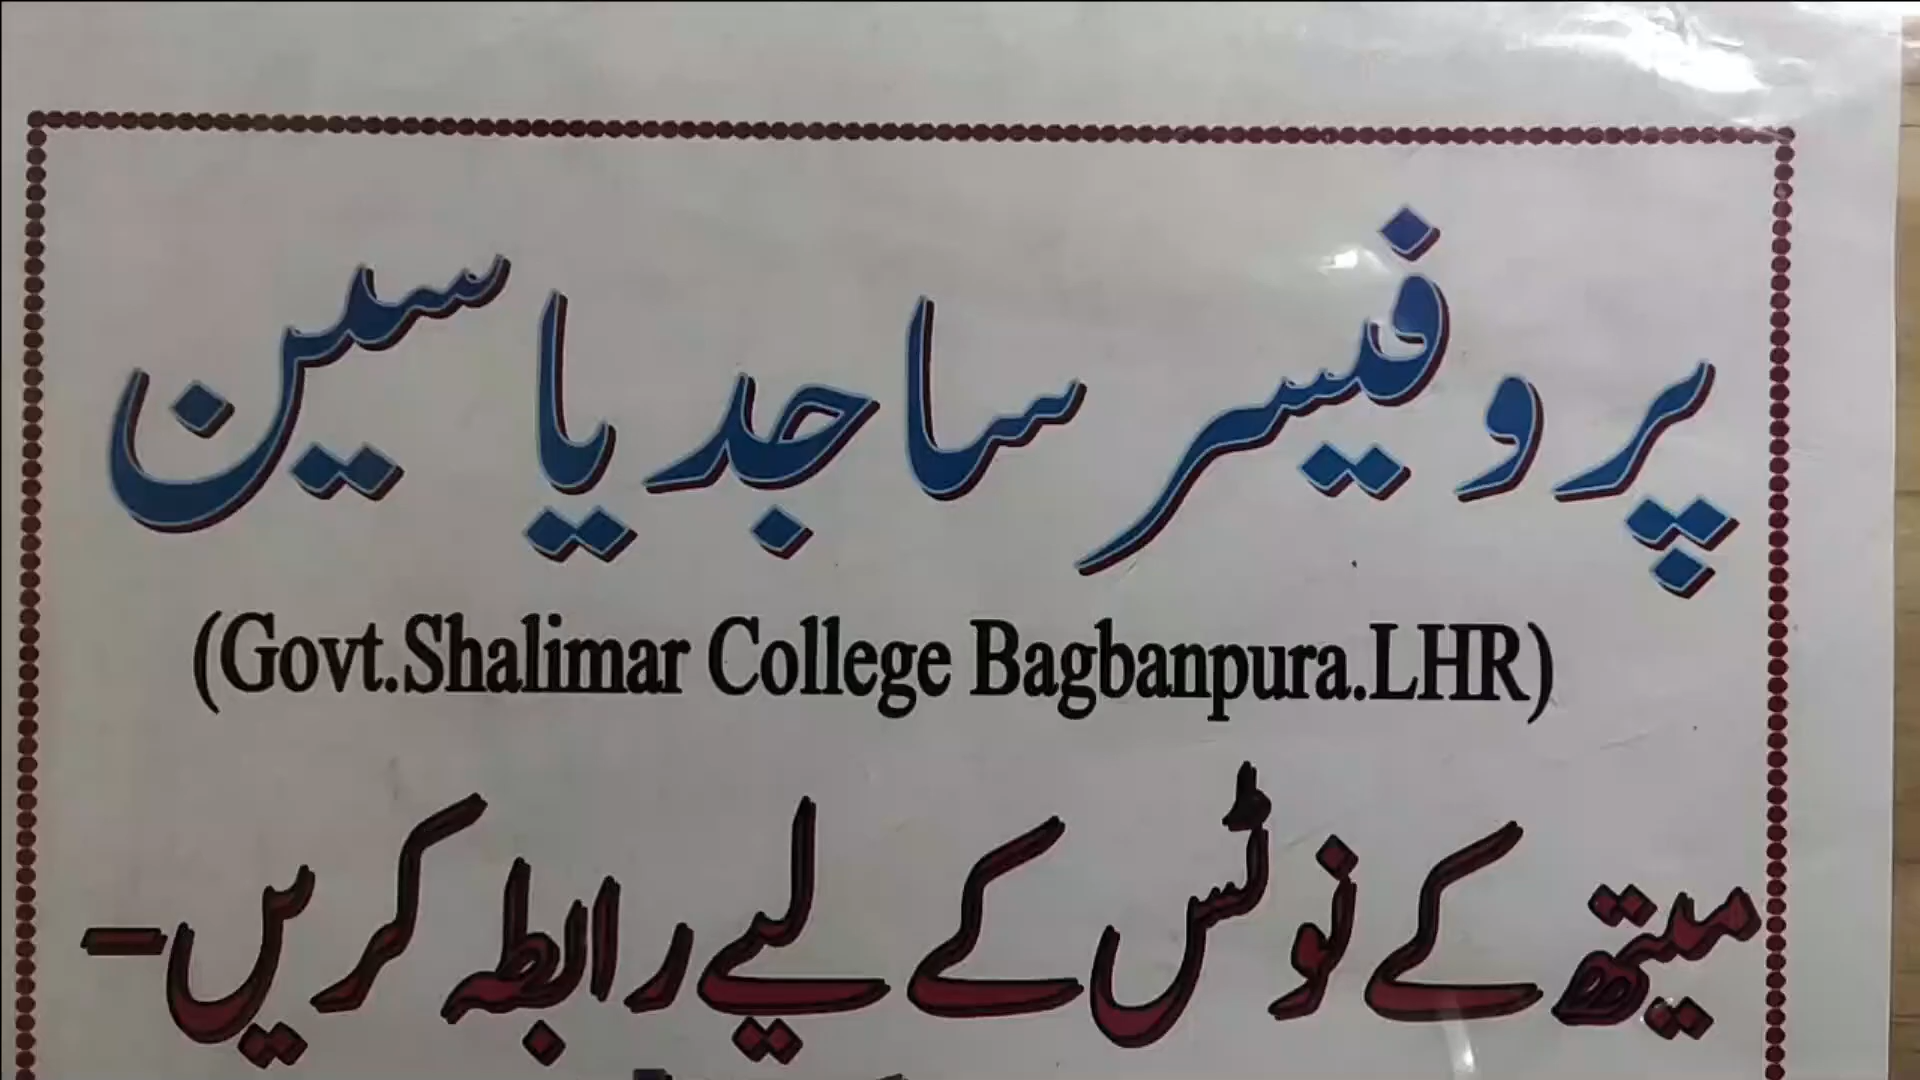 پروفیسر ساجد یاسین
(Govt.Shalimar College Bagbanpura.LHR)
میتھ کے نوٹس کے لیے رابطہ کریں-